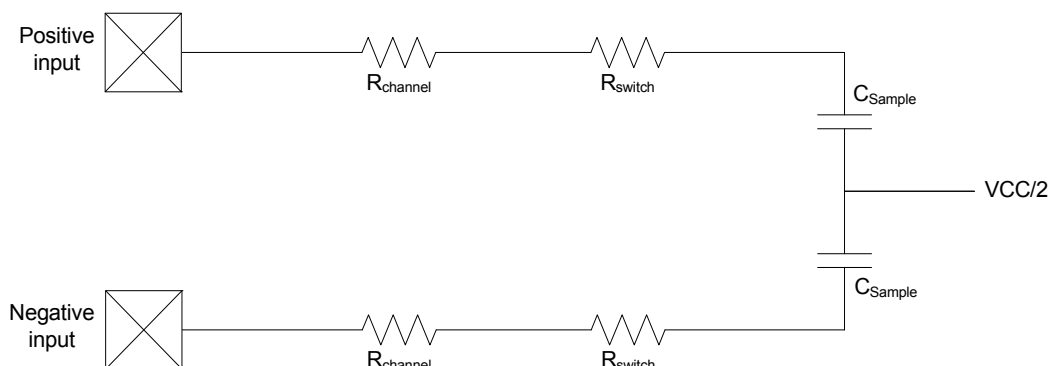 Positive
input
Rchannel
Rswitch
CSample
VCC/2
CSample
Negative
input
Rchannel
Rswitch